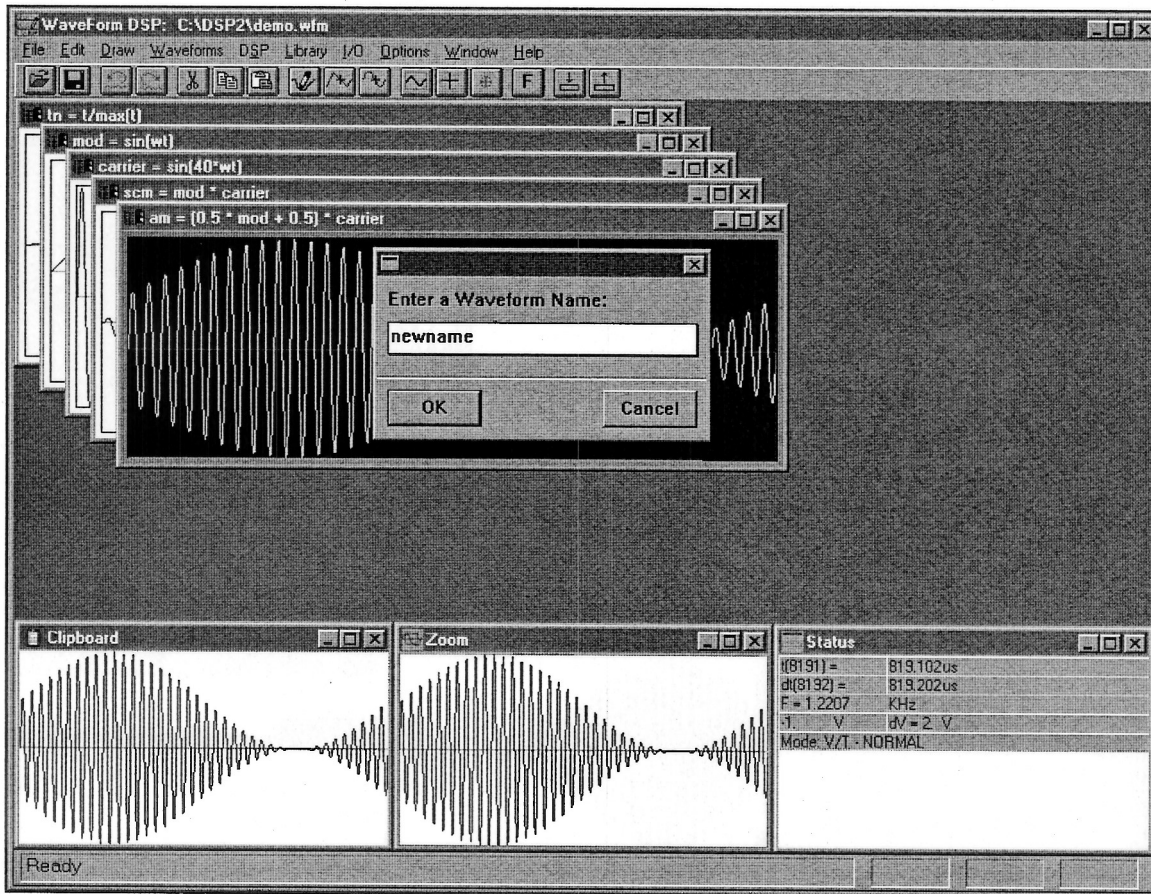 WaveForm DSP: C:\DSP2\demo.wfm
File Edit Draw Waveforms DSP Library I/O Options Window Help
F
tn = t/max(t)
mod = sin(wt)
carrier = sin(40*wt)
scm = mod * carrier
am = (0.5 * mod + 0.5) * carrier
Enter a Waveform Name:
newname
OK Cancel
Clipboard
Zoom
Status
t(8191) = 819.102us
dt(8192) = 819.202us
F = 1.2207 KHz
-1. V dV = 2. V
Mode: V/T - NORMAL
Ready